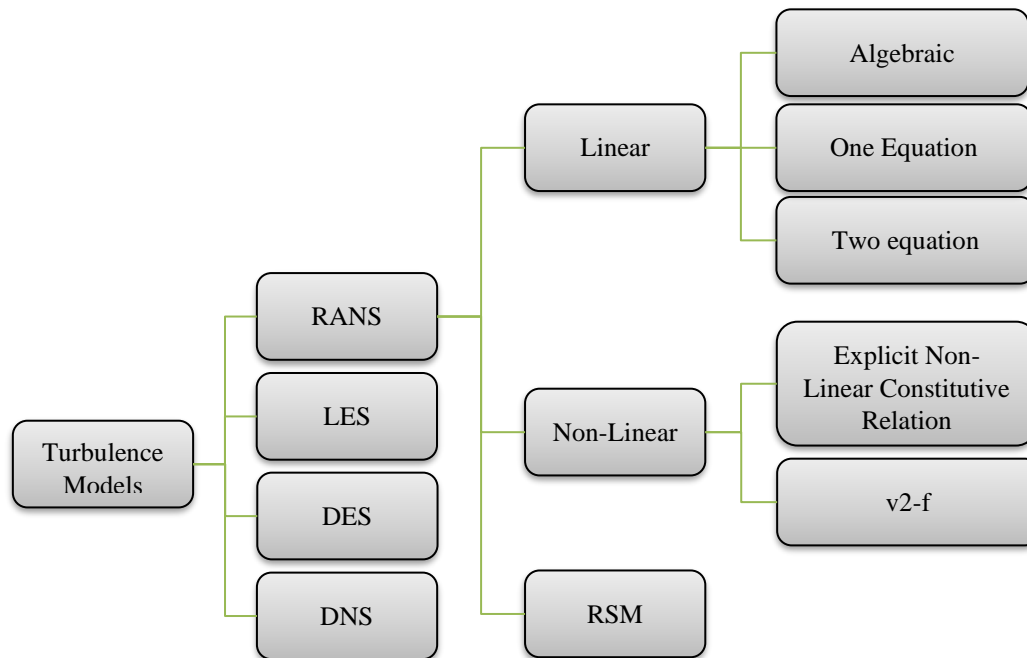 Turbulence
Models
RANS
LES
DES
DNS
Linear
Non-Linear
RSM
Algebraic
One Equation
Two equation
Explicit Non-
Linear Constitutive
Relation
v2-f